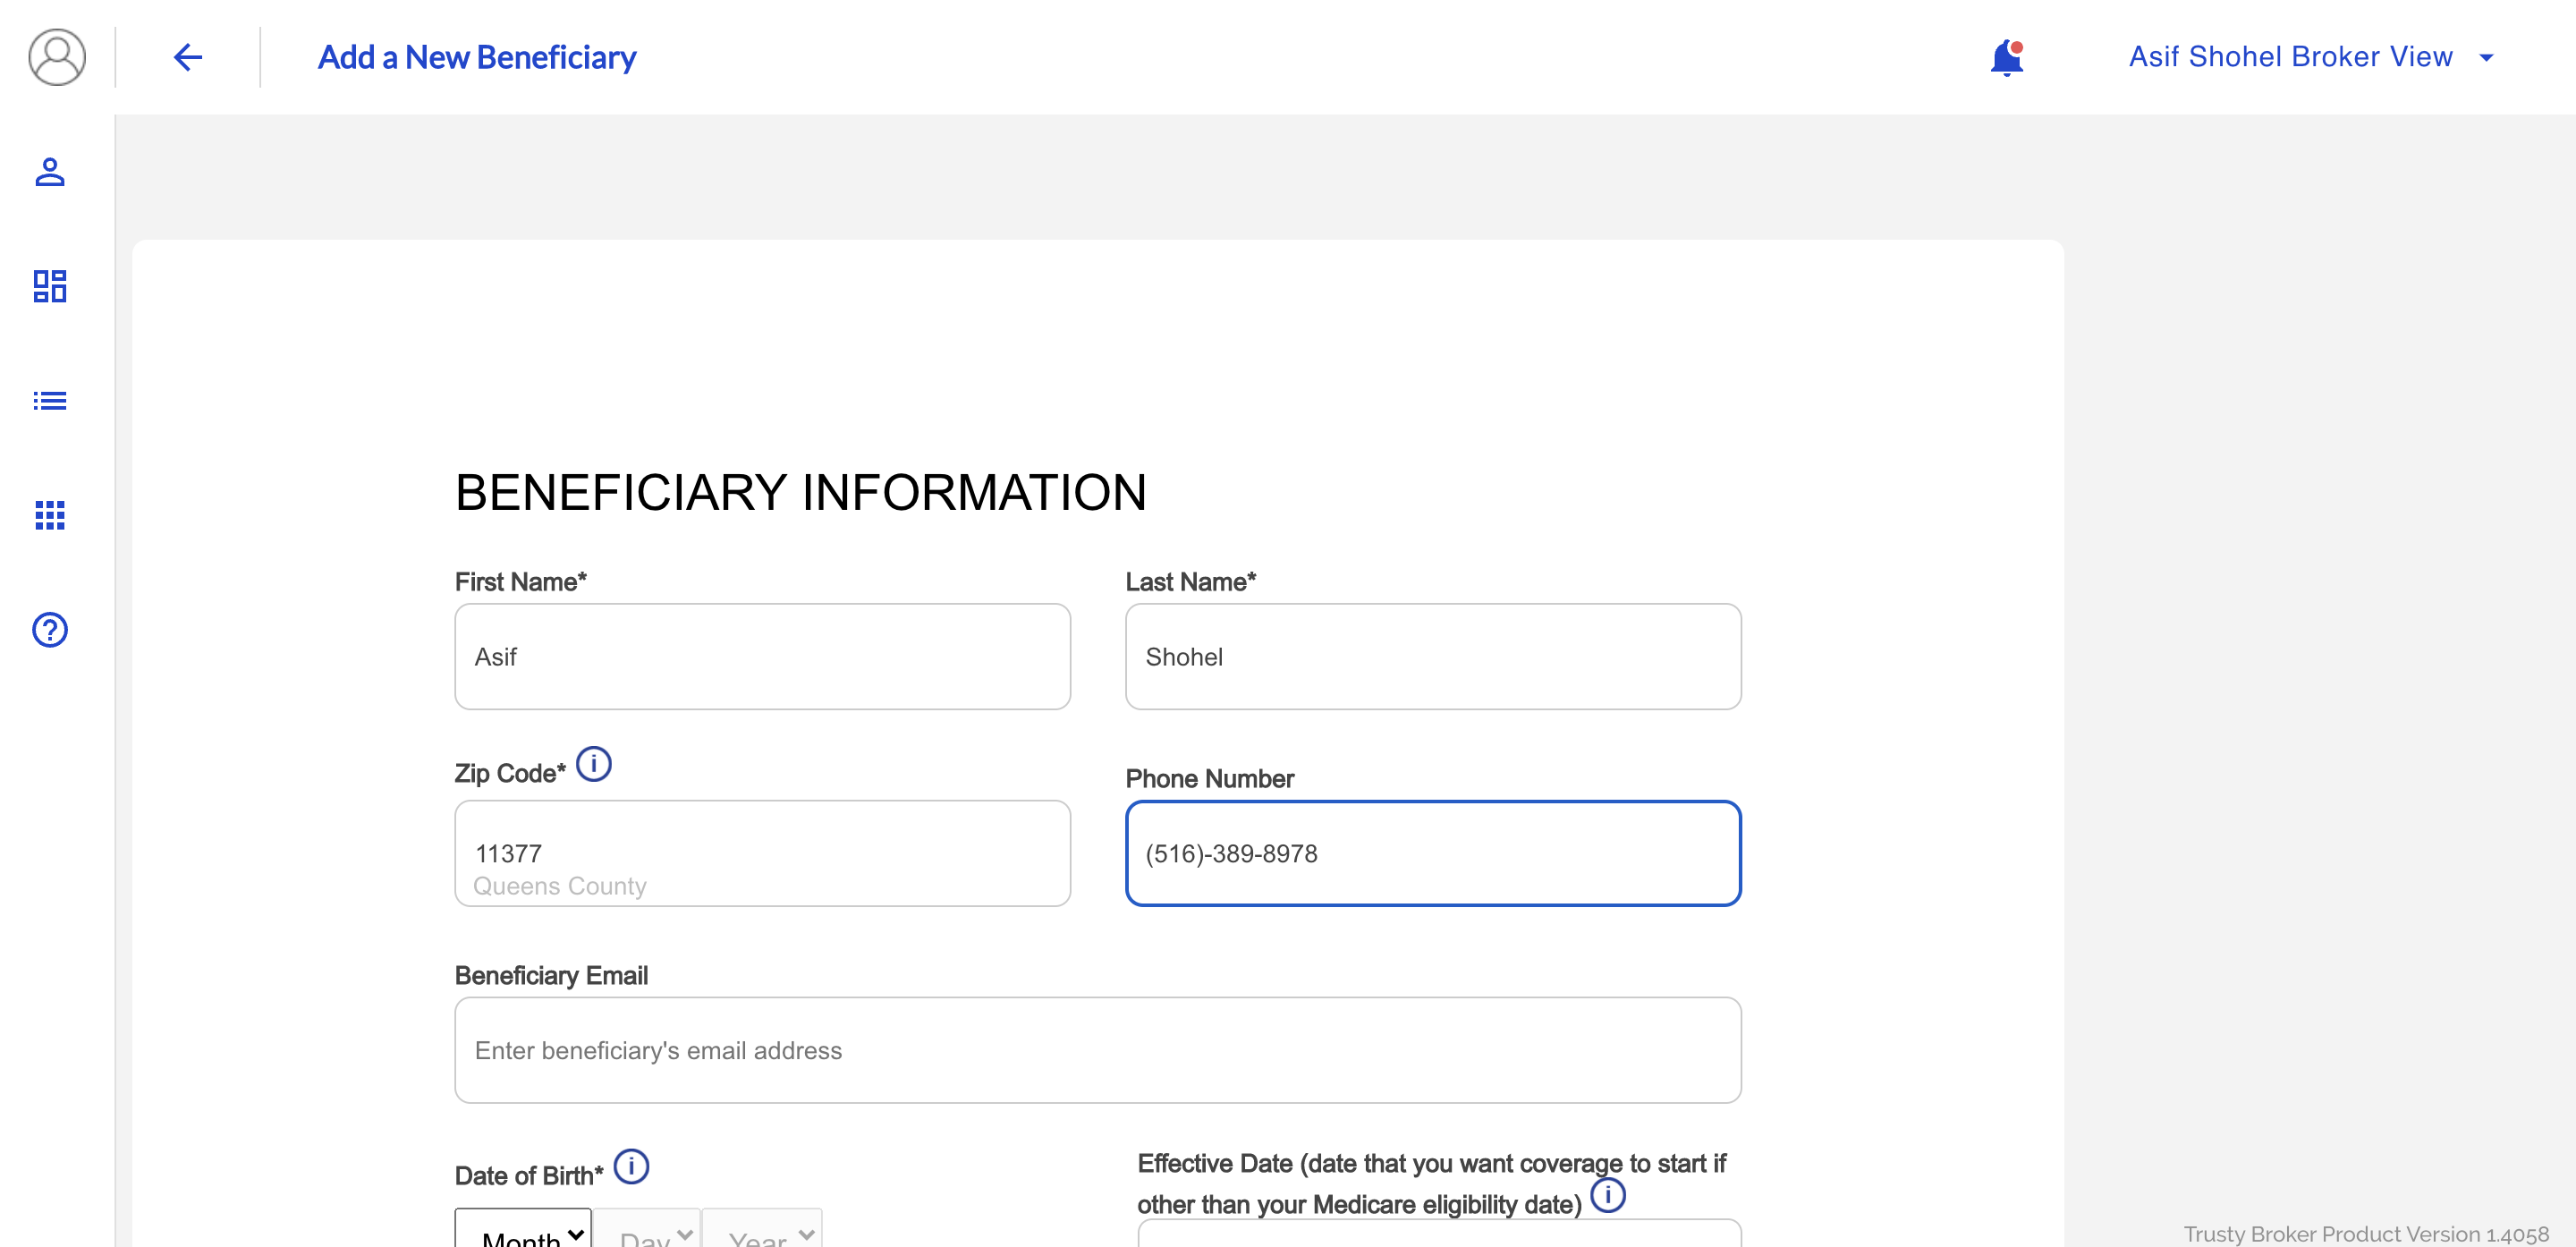 Add a New Beneficiary
Asif Shohel Broker View
BENEFICIARY INFORMATION
First Name*
Last Name*
Asif
Shohel
Zip Code*
Phone Number
11377
Queens County
(516)-389-8978
Beneficiary Email
Enter beneficiary's email address
Date of Birth*
Effective Date (date that you want coverage to start if
other than your Medicare eligibility date)
Month
Day
Year
Trusty Broker Product Version 1.4058